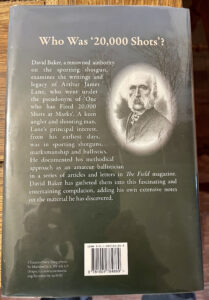 Who Was '20,000 Shots'?
David Baker, a renowned authority
on the sporting shotgun,
examines the writings and
legacy of Arthur James
Lane, who went under
the pseudonym of 'One
who has Fired 20,000
Shots at Marks'. A keen
angler and shooting man,
Lane's principal interest,
from his earliest days,
was in sporting shotguns,
marksmanship and ballistics.
He documented his methodical
approach as an amateur ballistician
in a series of articles and letters in The Field magazine.
David Baker has gathered them into this fascinating and
entertaining compilation, adding his own extensive notes
on the material he has discovered.